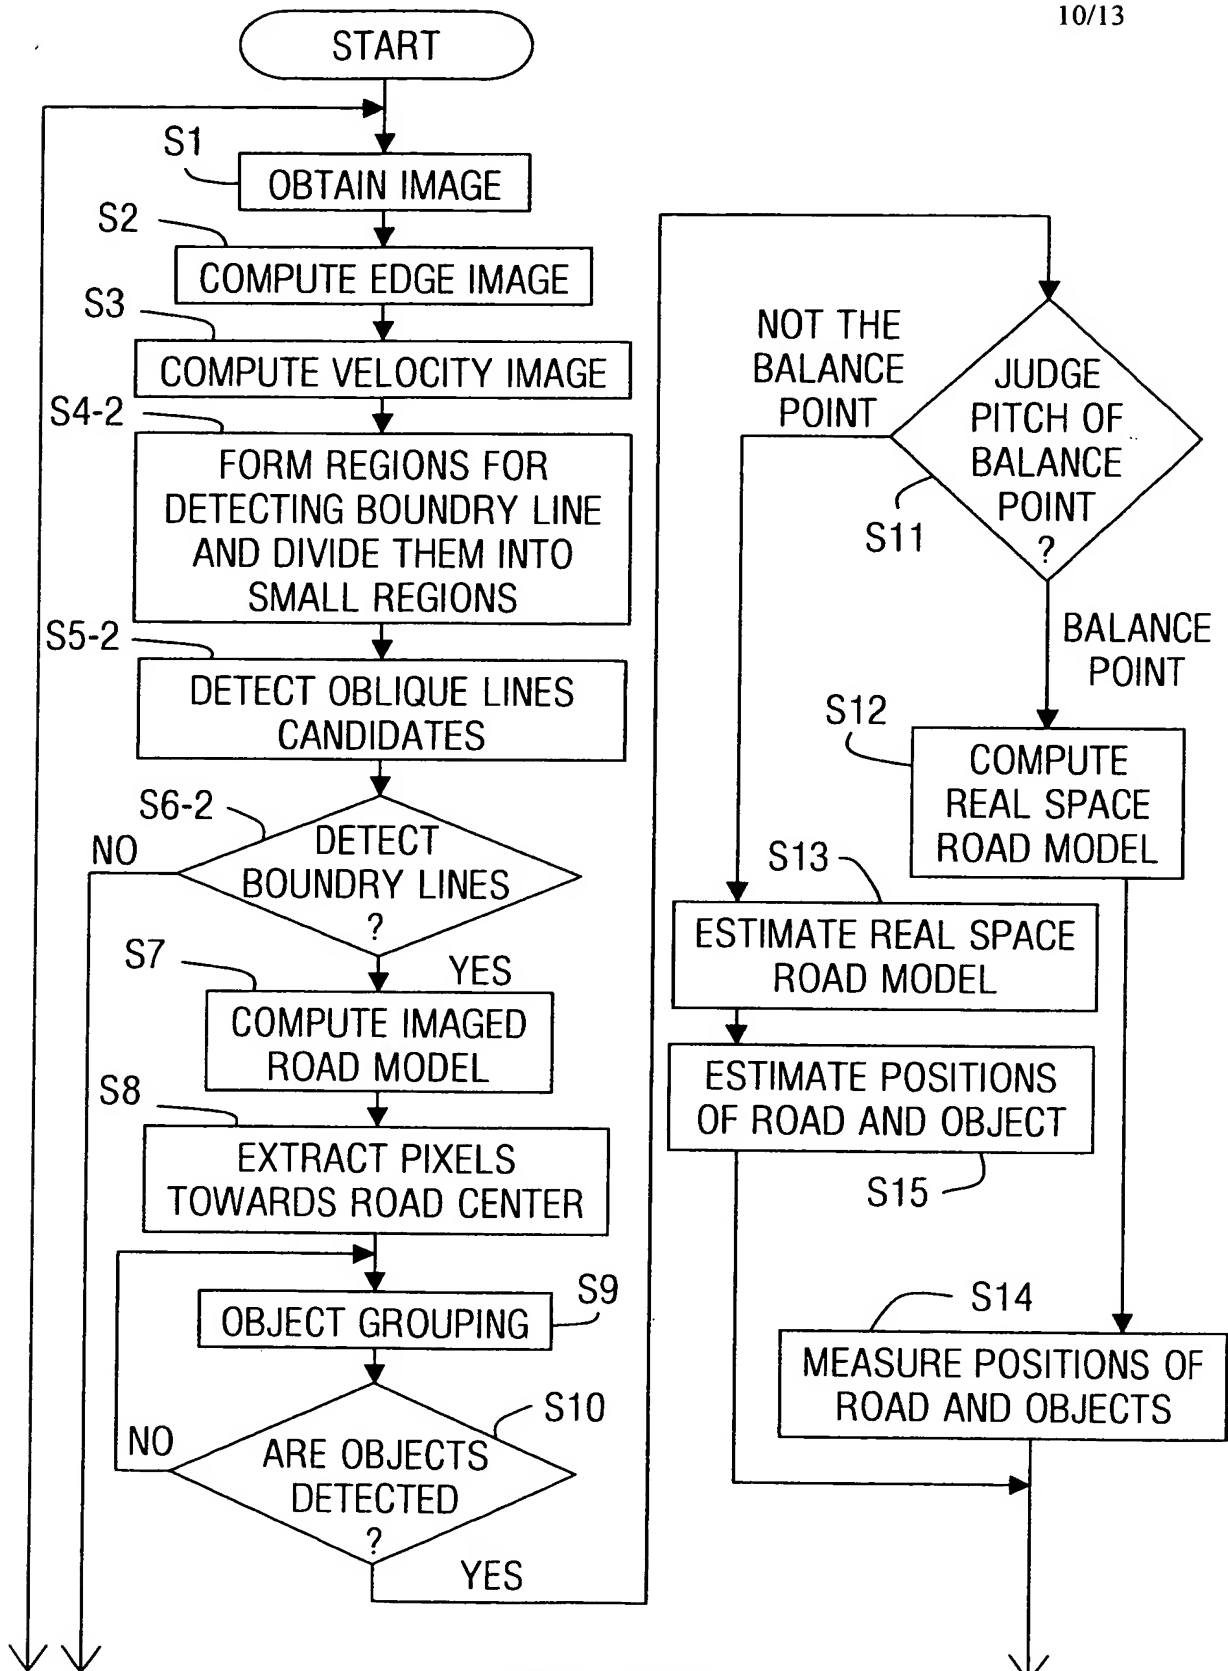 10/13
START
S1
OBTAIN IMAGE
S2
COMPUTE EDGE IMAGE
S3
COMPUTE VELOCITY IMAGE
S4-2
FORM REGIONS FOR
DETECTING BOUNDRY LINE
AND DIVIDE THEM INTO
SMALL REGIONS
S5-2
DETECT OBLIQUE LINES
CANDIDATES
S6-2
NO
DETECT
BOUNDRY LINES
?
YES
S7
COMPUTE IMAGED
ROAD MODEL
S8
EXTRACT PIXELS
TOWARDS ROAD CENTER
S9
OBJECT GROUPING
S10
NO
ARE OBJECTS
DETECTED
?
YES
NOT THE
BALANCE
POINT
JUDGE
PITCH OF
BALANCE
POINT
?
S11
BALANCE
POINT
S12
COMPUTE
REAL SPACE
ROAD MODEL
S13
ESTIMATE REAL SPACE
ROAD MODEL
ESTIMATE POSITIONS
OF ROAD AND OBJECT
S15
S14
MEASURE POSITIONS OF
ROAD AND OBJECTS